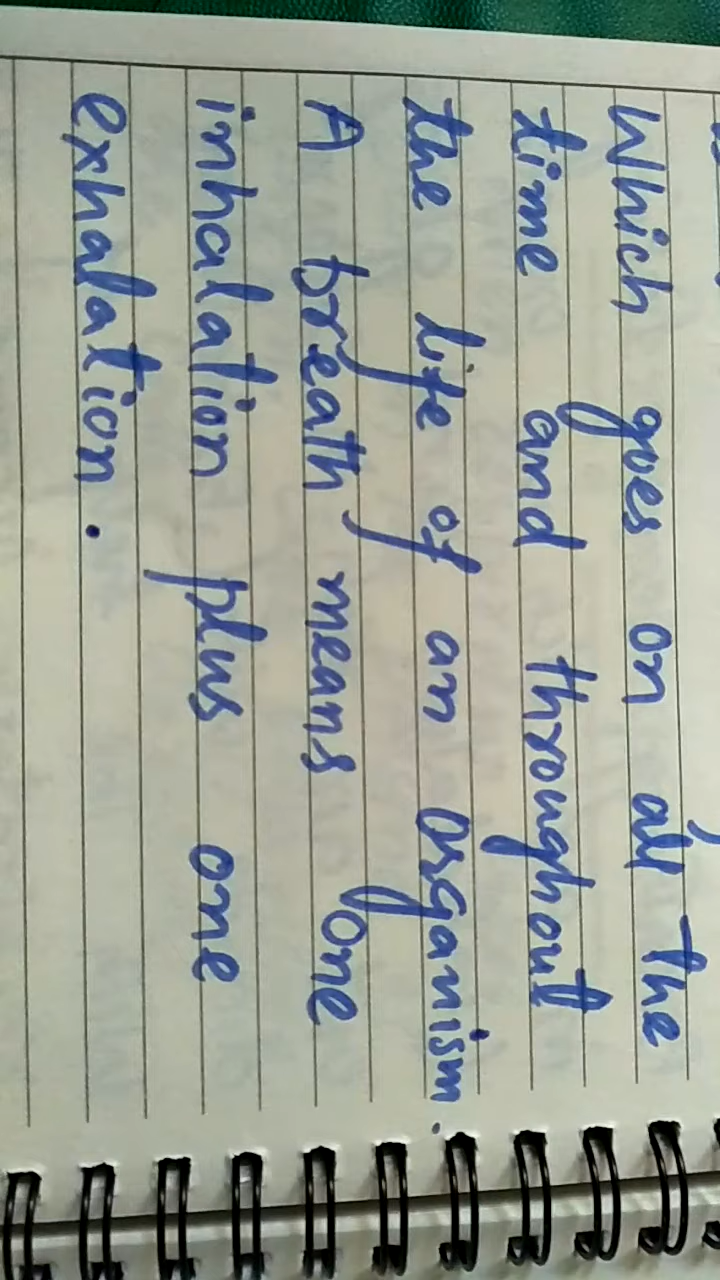 Which goes on all the
time and throughout
the life of an organism.
A breath means one
inhalation plus one
exhalation.